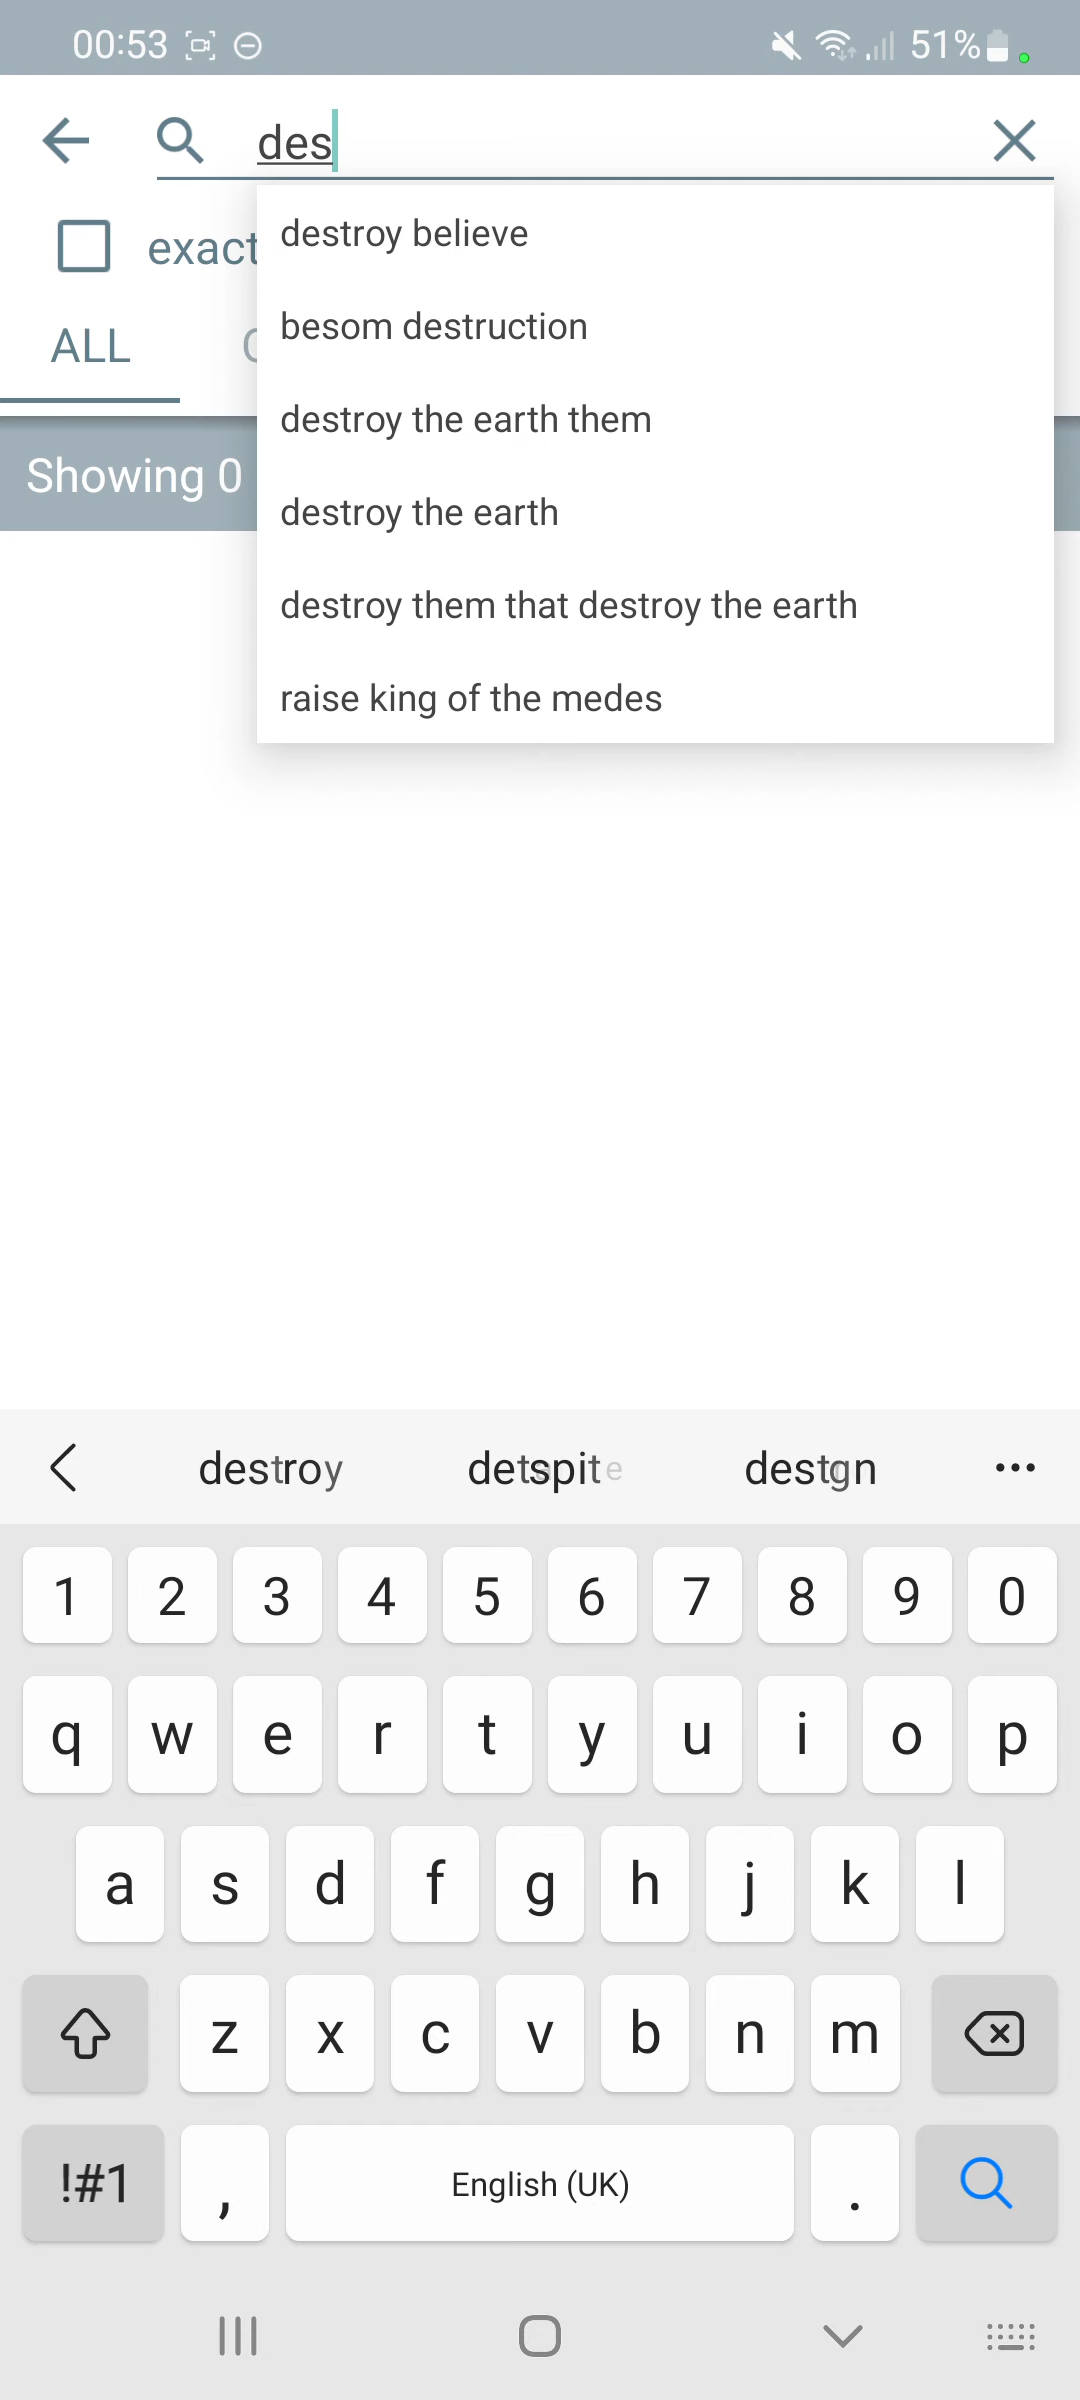 00:53
51%
des
exact
ALL
Showing 0
destroy believe
besom destruction
destroy the earth them
destroy the earth
destroy them that destroy the earth
raise king of the medes
destroy
1 2 3 4 5 6 7 8 9 0
q w e r t y u i o p
a s d f g h j k l
z x c v b n m
!#1 , English (UK) .